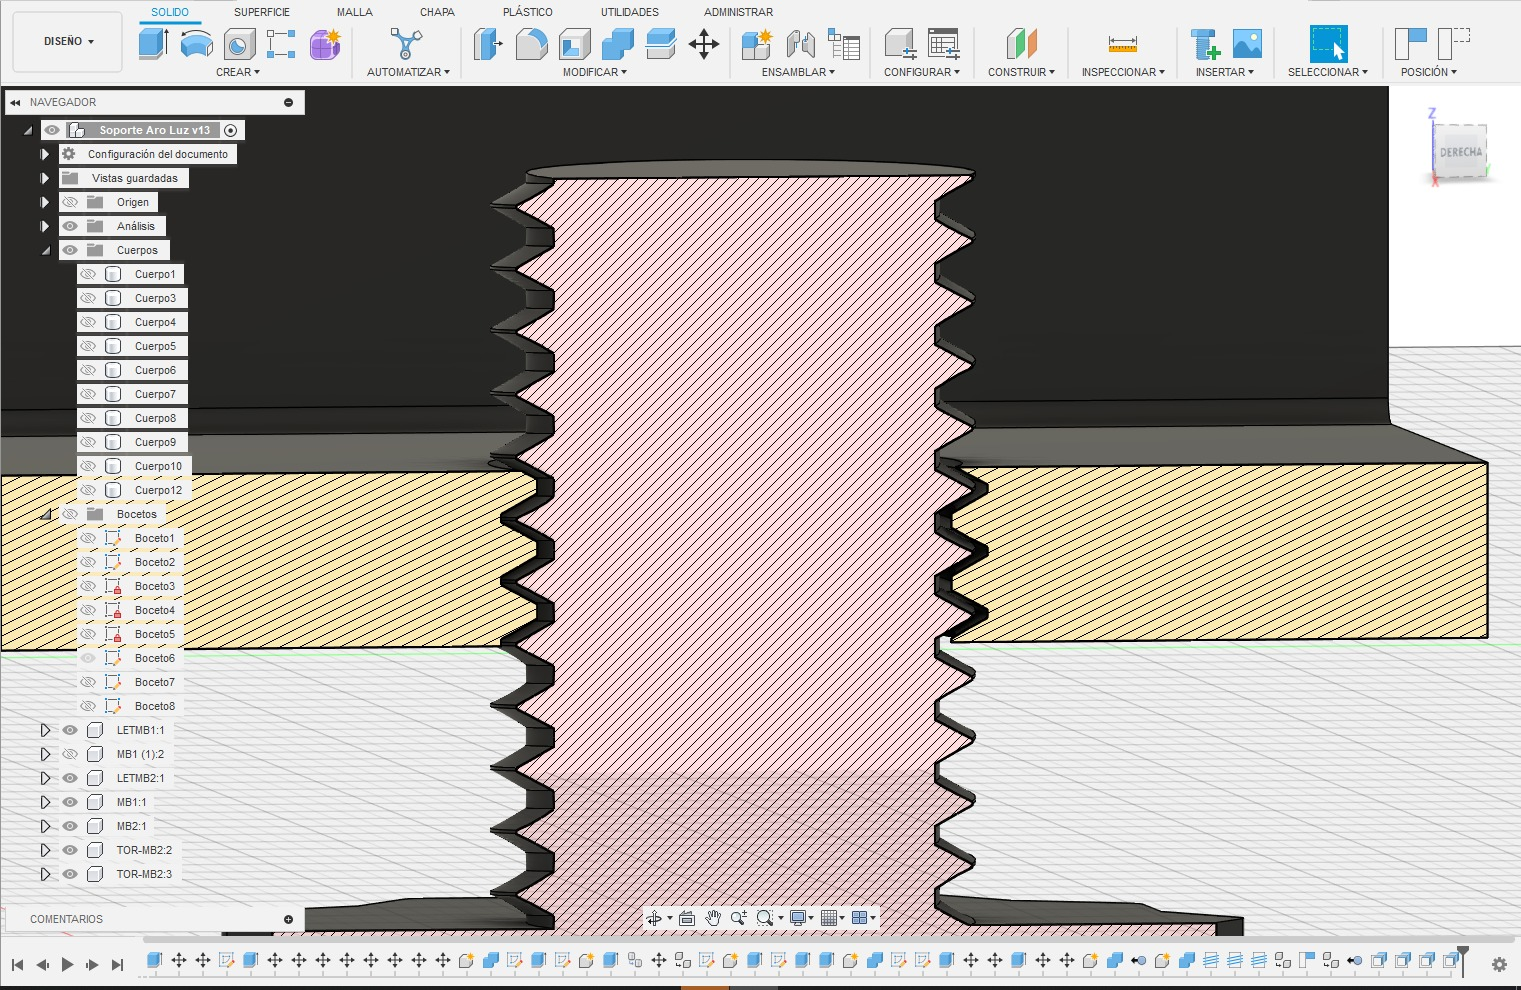 SOLIDO SUPERFICIE MALLA CHAPA PLÁSTICO UTILIDADES ADMINISTRAR
DISEÑO
CREAR AUTOMATIZAR MODIFICAR ENSAMBLAR CONFIGURAR CONSTRUIR INSPECCIONAR INSERTAR SELECCIONAR POSICIÓN
NAVEGADOR
Soporte Aro Luz v13
Configuración del documento
Vistas guardadas
Origen
Análisis
Cuerpos
Cuerpo1
Cuerpo3
Cuerpo4
Cuerpo5
Cuerpo6
Cuerpo7
Cuerpo8
Cuerpo9
Cuerpo10
Cuerpo12
Bocetos
Boceto1
Boceto2
Boceto3
Boceto4
Boceto5
Boceto6
Boceto7
Boceto8
LETMB1:1
MB1 (1):2
LETMB2:1
MB1:1
MB2:1
TOR-MB2:2
TOR-MB2:3
COMENTARIOS
Z
DERECHA
X